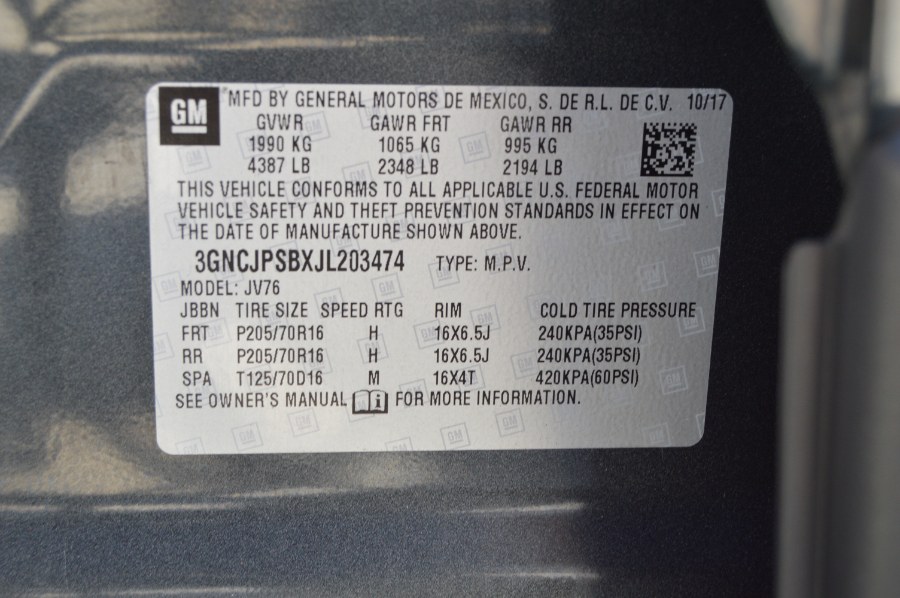 GM MFD BY GENERAL MOTORS DE MEXICO, S. DE R.L. DE C.V. 10/17
GVWR GAWR FRT GAWR RR
1990 KG 1065 KG 995 KG
4387 LB 2348 LB 2194 LB
THIS VEHICLE CONFORMS TO ALL APPLICABLE U.S. FEDERAL MOTOR
VEHICLE SAFETY AND THEFT PREVENTION STANDARDS IN EFFECT ON
THE DATE OF MANUFACTURE SHOWN ABOVE.
3GNCJPSBXJL203474 TYPE: M.P.V.
MODEL: JV76
JBBN TIRE SIZE SPEED RTG RIM COLD TIRE PRESSURE
FRT P205/70R16 H 16X6.5J 240KPA(35PSI)
RR P205/70R16 H 16X6.5J 240KPA(35PSI)
SPA T125/70D16 M 16X4T 420KPA(60PSI)
SEE OWNER'S MANUAL FOR MORE INFORMATION.